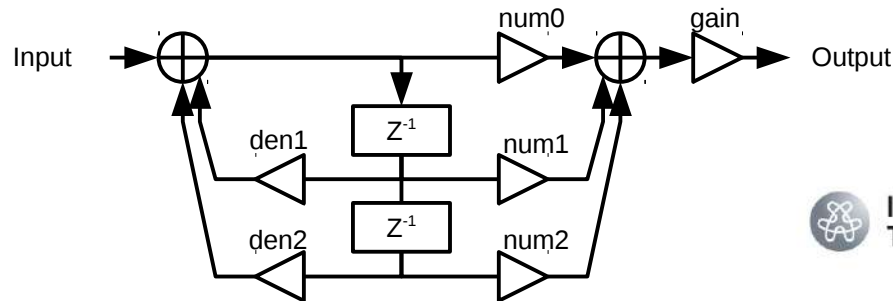 num0
gain
Input
Output
Z⁻¹
den1
num1
Z⁻¹
den2
num2